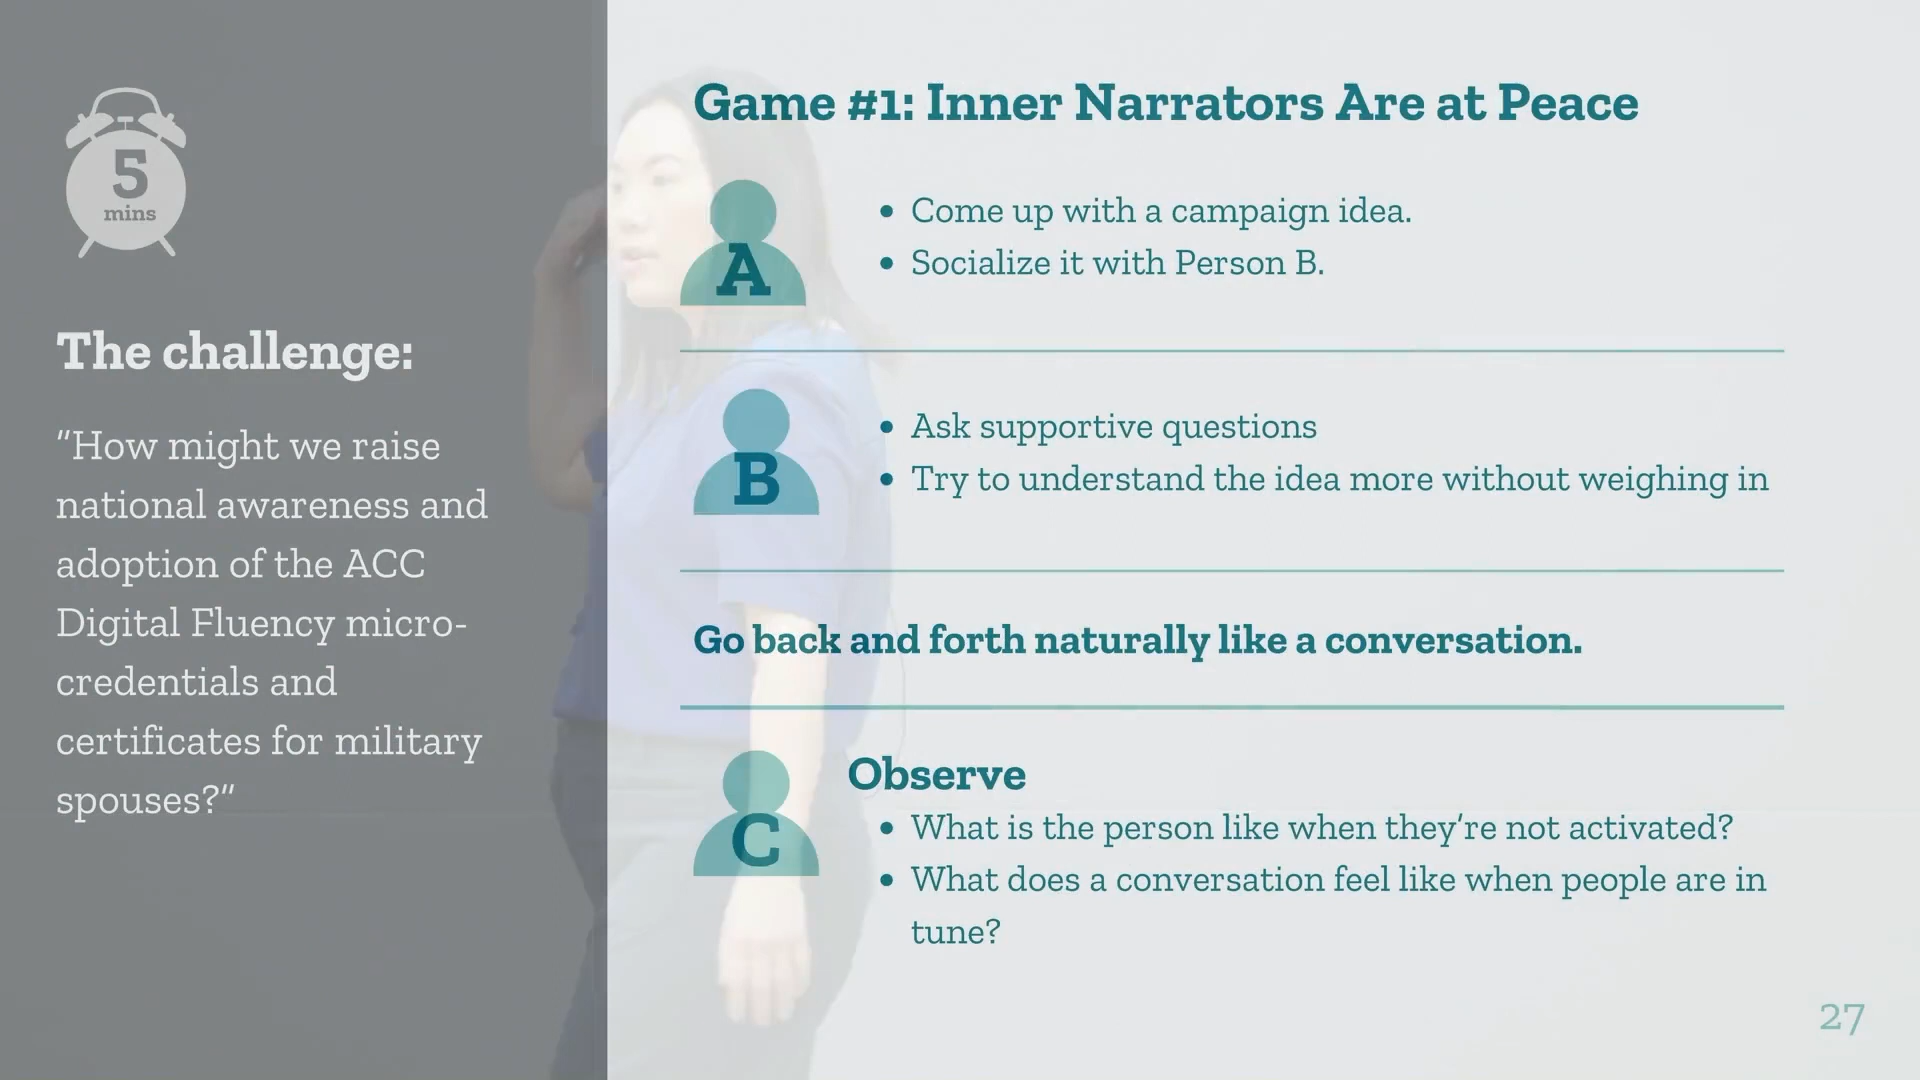 5
mins
The challenge:
"How might we raise
national awareness and
adoption of the ACC
Digital Fluency micro-
credentials and
certificates for military
spouses?"
Game #1: Inner Narrators Are at Peace
A
Come up with a campaign idea.
Socialize it with Person B.
B
Ask supportive questions
Try to understand the idea more without weighing in
Go back and forth naturally like a conversation.
C
Observe
What is the person like when they're not activated?
What does a conversation feel like when people are in
tune?
27